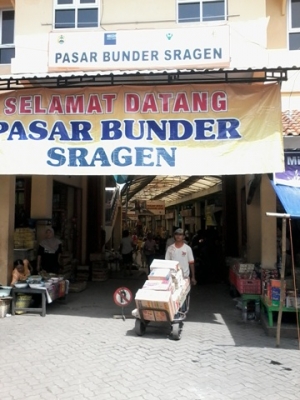 PASAR BUNDER SRAGEN
SELAMAT DATANG
PASAR BUNDER
SRAGEN